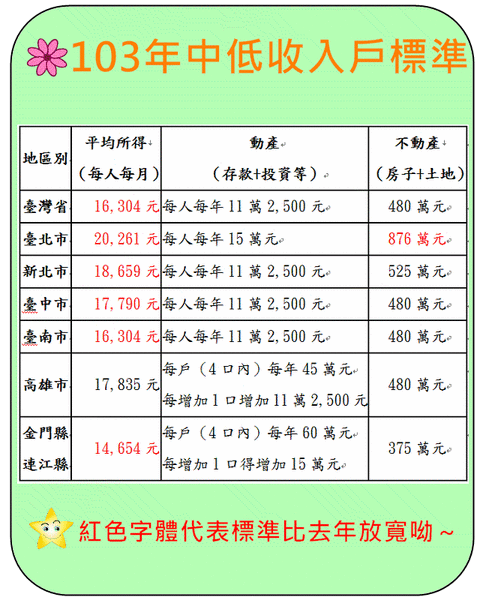 103年中低收入戶標準
地區別 平均所得 動產 不動產
（每人每月） （存款+投資等） （房子+土地）
臺灣省 16,304 元 每人每年 11 萬 2,500 元 480 萬元
臺北市 20,261 元 每人每年 15 萬元 876 萬元
新北市 18,659 元 每人每年 11 萬 2,500 元 525 萬元
臺中市 17,790 元 每人每年 11 萬 2,500 元 480 萬元
臺南市 16,304 元 每人每年 11 萬 2,500 元 480 萬元
高雄市 17,835 元 每戶（4 口內）每年 45 萬元 480 萬元
每增加 1 口增加 11 萬 2,500 元
金門縣 14,654 元 每戶（4 口內）每年 60 萬元 375 萬元
連江縣 每增加 1 口得增加 15 萬元
紅色字體代表標準比去年放寬呦～